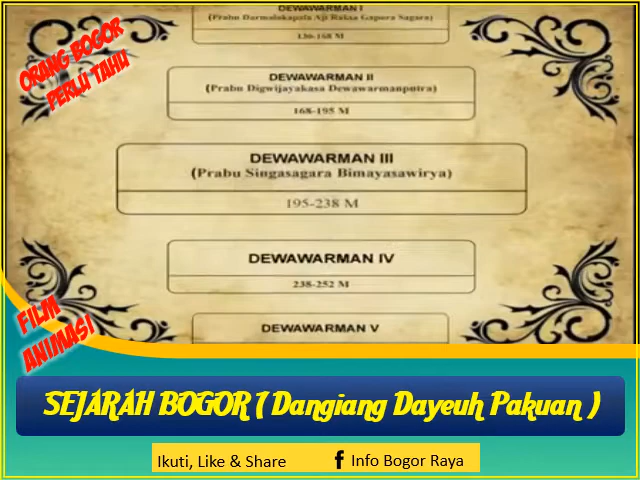 DEWAWARMAN I
(Prabu Darmalokapala Aji Raksa Gapura Sagara)
130-168 M
DEWAWARMAN II
(Prabu Digwijayakasa Dewawarmanputra)
168-195 M
DEWAWARMAN III
(Prabu Singasagara Bimayasawirya)
195-238 M
DEWAWARMAN IV
238-252 M
DEWAWARMAN V
ORANG BOGOR
PERLU TAHU
FILM
ANIMASI
SEJARAH BOGOR ( Dangiang Dayeuh Pakuan )
Ikuti, Like & Share
f Info Bogor Raya